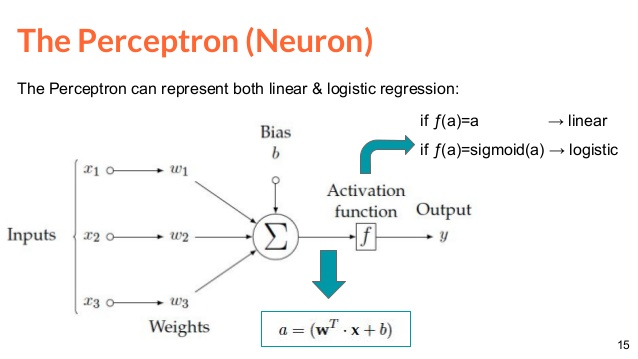 The Perceptron (Neuron)
The Perceptron can represent both linear & logistic regression:
if ƒ(a)=a → linear
if ƒ(a)=sigmoid(a) → logistic
Bias
b
Activation
function
Output
Inputs
x₁ w₁
x₂ w₂ Σ f y
x₃ w₃
Weights
a = (wᵀ · x + b)
15